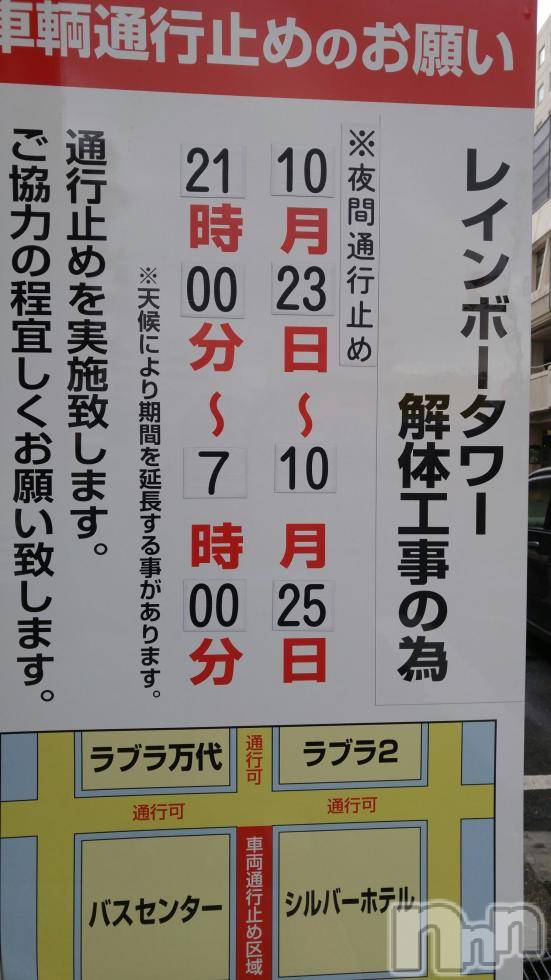 車輌通行止めのお願い
レインボータワー
解体工事の為
※夜間通行止め
10月23日～10月25日
21時00分～7時00分
※天候により期間を延長する事があります。
通行止めを実施致します。
ご協力の程宜しくお願い致します。
ラブラ万代
通行可
ラブラ2
通行可
通行可
バスセンター
車両通行止め区域
シルバーホテル
nnn